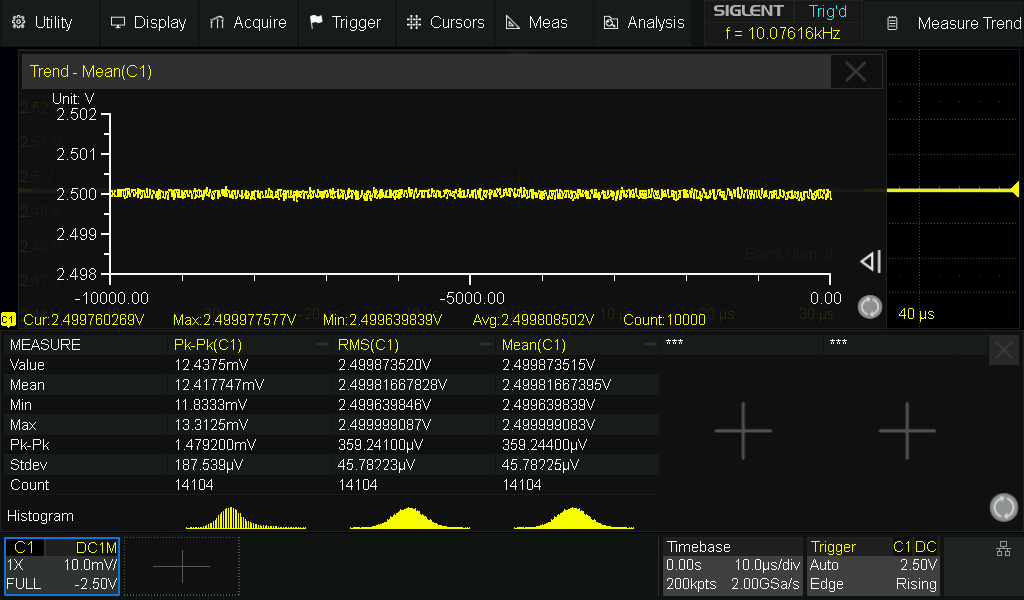 Utility Display Acquire Trigger Cursors Meas Analysis SIGLENT Trig'd Measure Trend
f = 10.07616kHz
Trend - Mean(C1)
Unit: V
2.502
2.501
2.500
2.499
2.498
Event Num: 0
-10000.00 -5000.00 0.00
30 µs 40 µs
C1 Cur:2.499760269V Max:2.499977577V Min:2.499639839V Avg:2.499808502V Count:10000
MEASURE Pk-Pk(C1) RMS(C1) Mean(C1) *** ***
Value 12.4375mV 2.499873520V 2.499873515V
Mean 12.417747mV 2.49981667828V 2.49981667395V
Min 11.8333mV 2.499639846V 2.499639839V
Max 13.3125mV 2.499999087V 2.499999083V
Pk-Pk 1.479200mV 359.24100µV 359.24400µV
Stdev 187.539µV 45.78?23µV 45.78?25µV
Count 14104 14104 14104
Histogram
C1 DC1M
1X 10.0mV/
FULL -2.50V
Timebase
0.00s 10.0µs/div
200kpts 2.00GSa/s
Trigger C1 DC
Auto 2.50V
Edge Rising